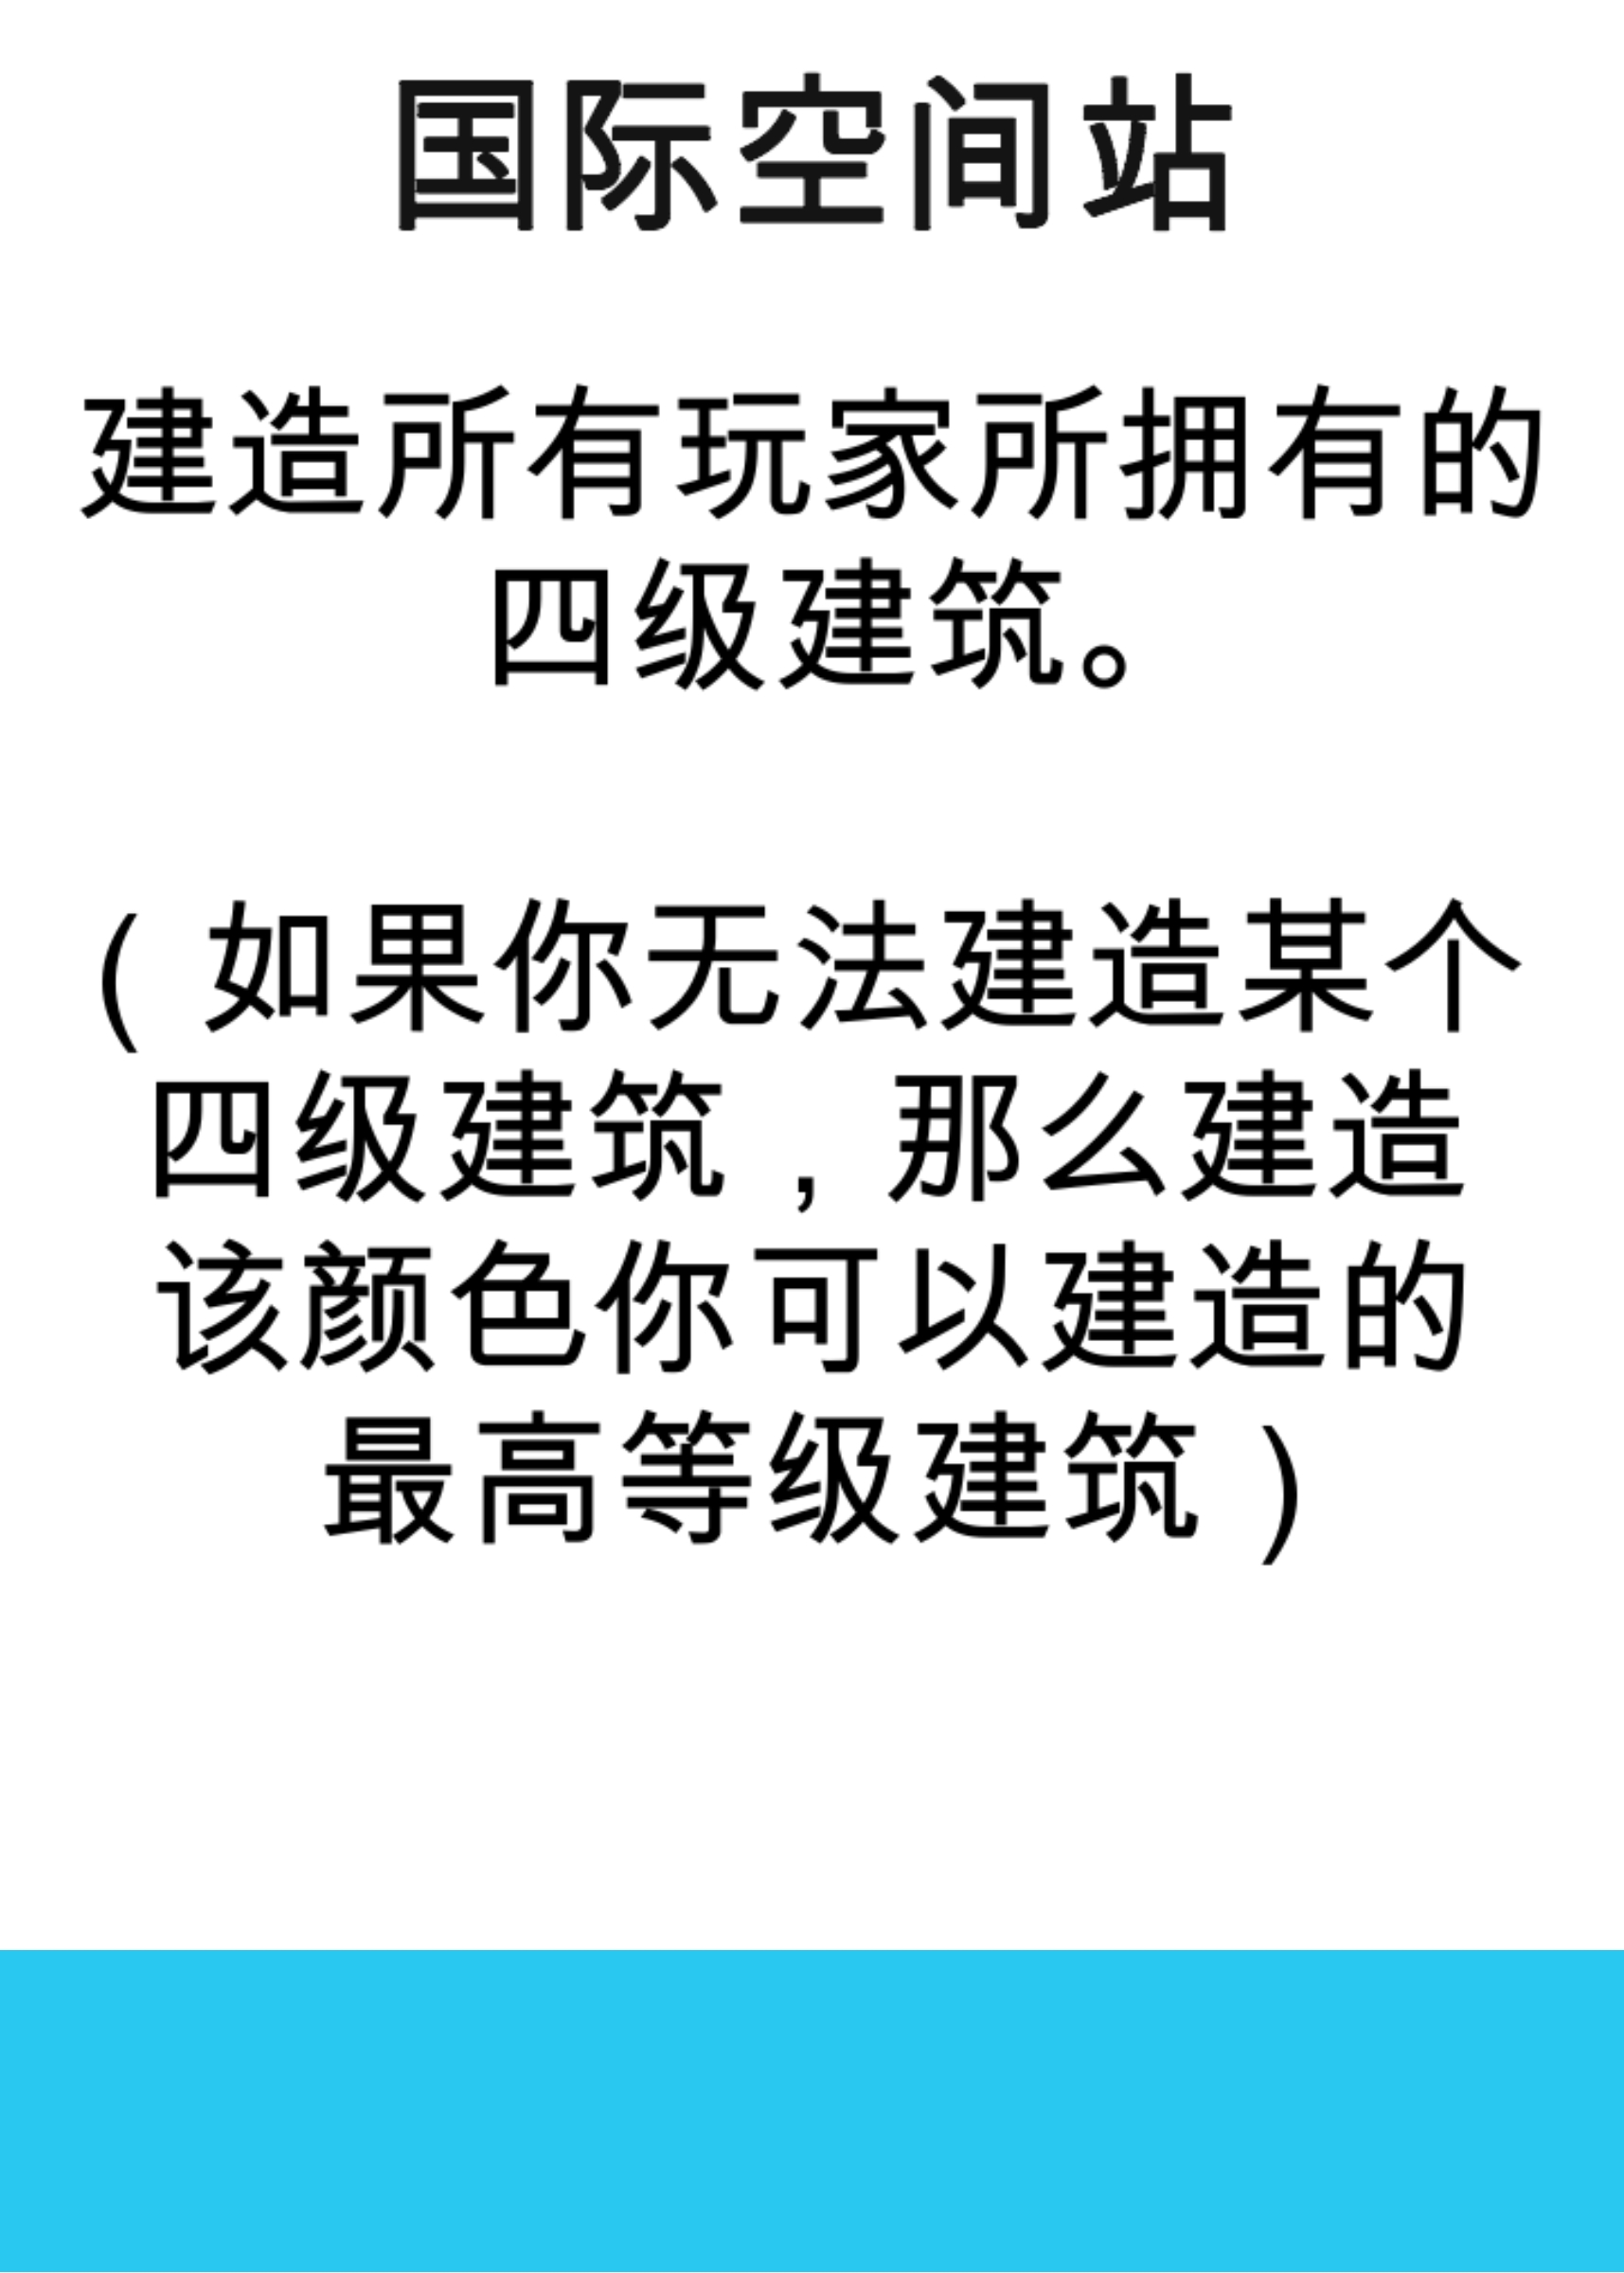 国际空间站
建造所有玩家所拥有的
四级建筑。
（如果你无法建造某个
四级建筑，那么建造
该颜色你可以建造的
最高等级建筑）